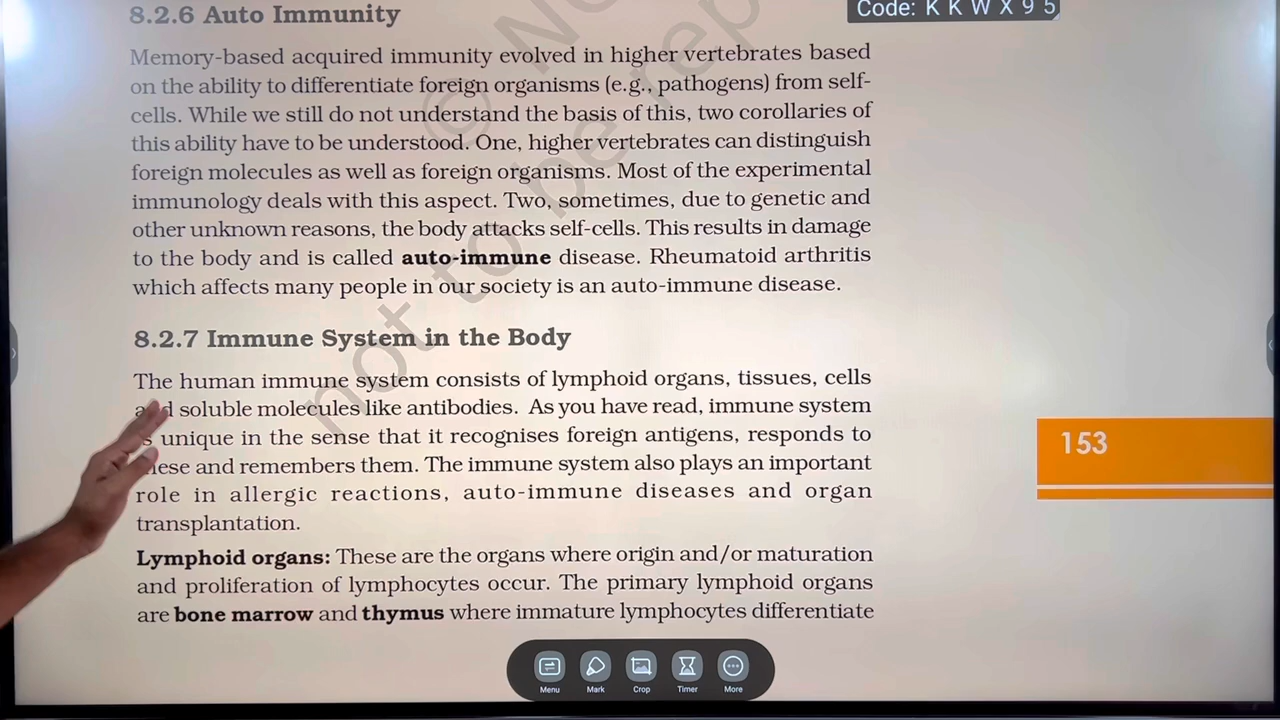 8.2.6 Auto Immunity
Code: K K W X 9 5
Memory-based acquired immunity evolved in higher vertebrates based
on the ability to differentiate foreign organisms (e.g., pathogens) from self-
cells. While we still do not understand the basis of this, two corollaries of
this ability have to be understood. One, higher vertebrates can distinguish
foreign molecules as well as foreign organisms. Most of the experimental
immunology deals with this aspect. Two, sometimes, due to genetic and
other unknown reasons, the body attacks self-cells. This results in damage
to the body and is called auto-immune disease. Rheumatoid arthritis
which affects many people in our society is an auto-immune disease.
8.2.7 Immune System in the Body
The human immune system consists of lymphoid organs, tissues, cells
and soluble molecules like antibodies. As you have read, immune system
is unique in the sense that it recognises foreign antigens, responds to
these and remembers them. The immune system also plays an important
role in allergic reactions, auto-immune diseases and organ
transplantation.
Lymphoid organs: These are the organs where origin and/or maturation
and proliferation of lymphocytes occur. The primary lymphoid organs
are bone marrow and thymus where immature lymphocytes differentiate
153
not to be
Menu Mark Crop Timer More